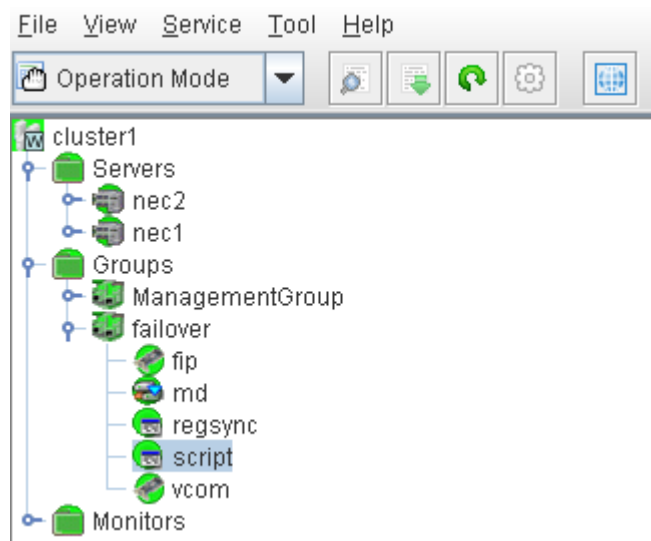 File View Service Tool Help
Operation Mode
cluster1
Servers
nec2
nec1
Groups
ManagementGroup
failover
fip
md
regsync
script
vcom
Monitors